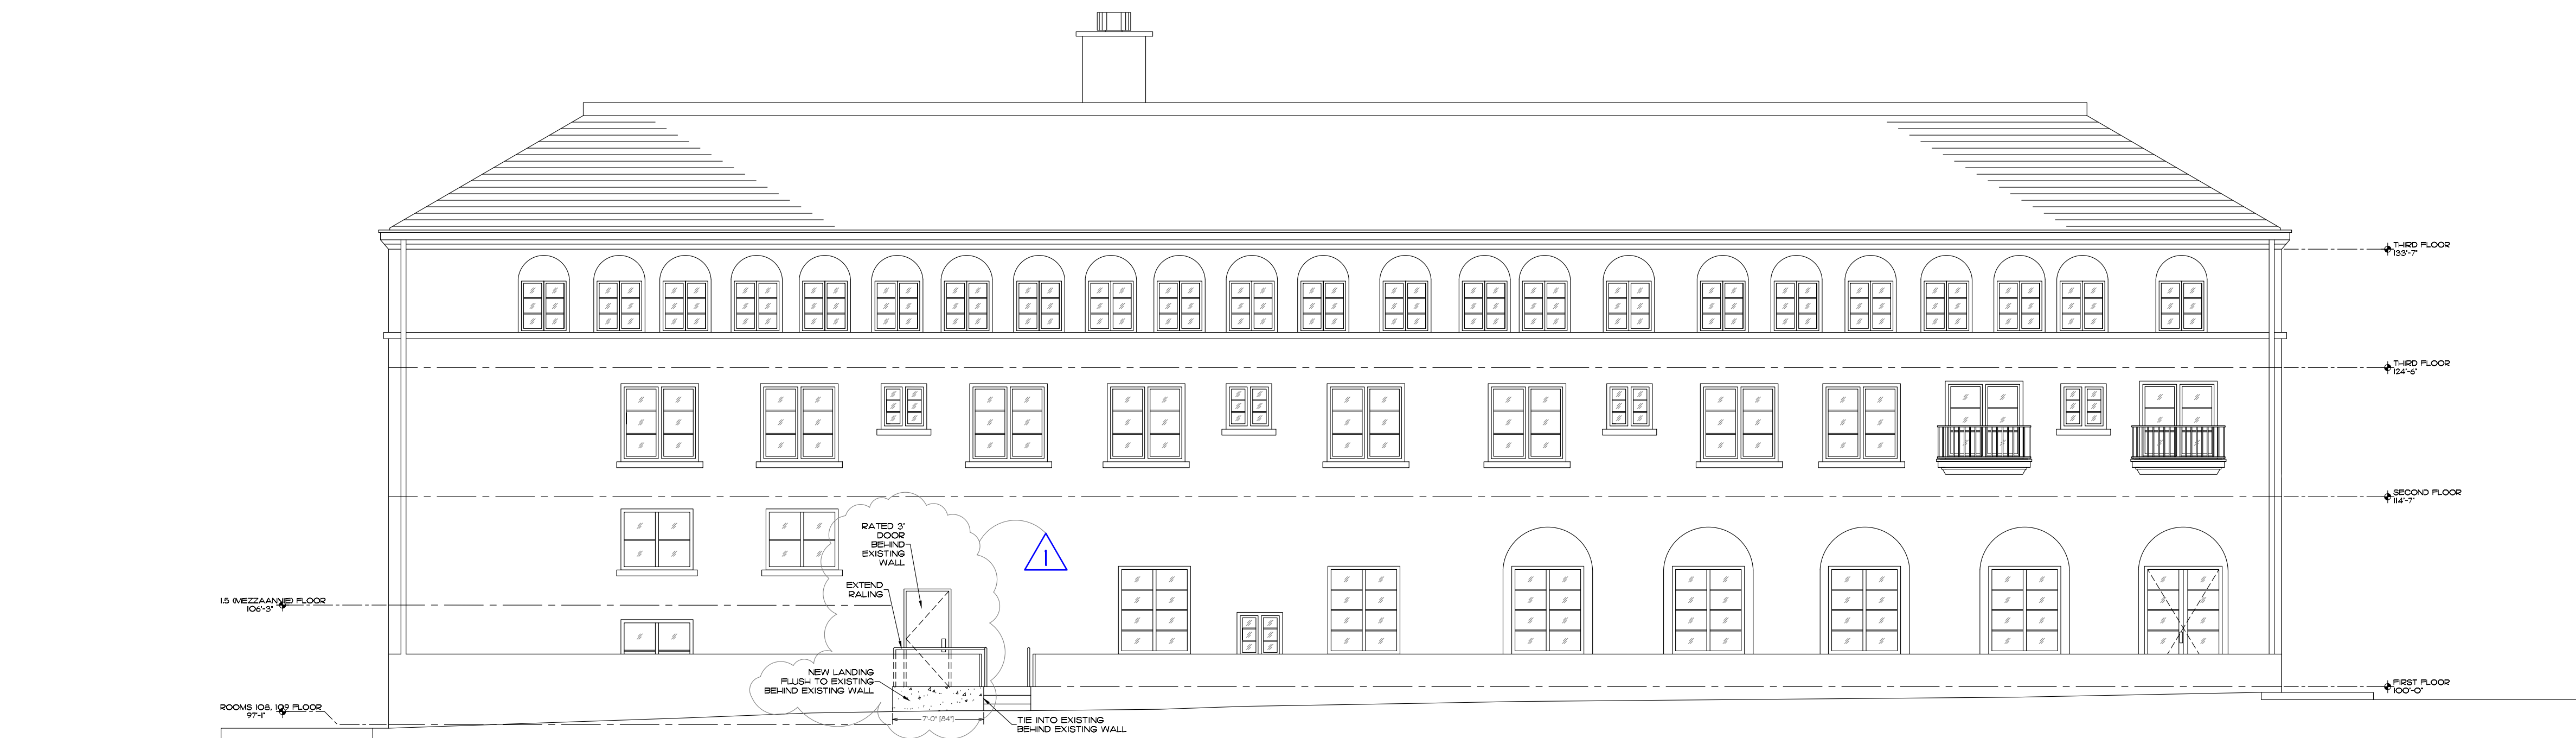 THIRD FLOOR
133'-7"
THIRD FLOOR
124'-6"
SECOND FLOOR
114'-7"
RATED 3'
DOOR
BEHIND
EXISTING
WALL
1
EXTEND
RALING
1.5 (MEZZAANNIE) FLOOR
106'-3"
NEW LANDING
FLUSH TO EXISTING
BEHIND EXISTING WALL
FIRST FLOOR
100'-0"
ROOMS 108, 109 FLOOR
97'-1"
7'-0" [84"]
TIE INTO EXISTING
BEHIND EXISTING WALL